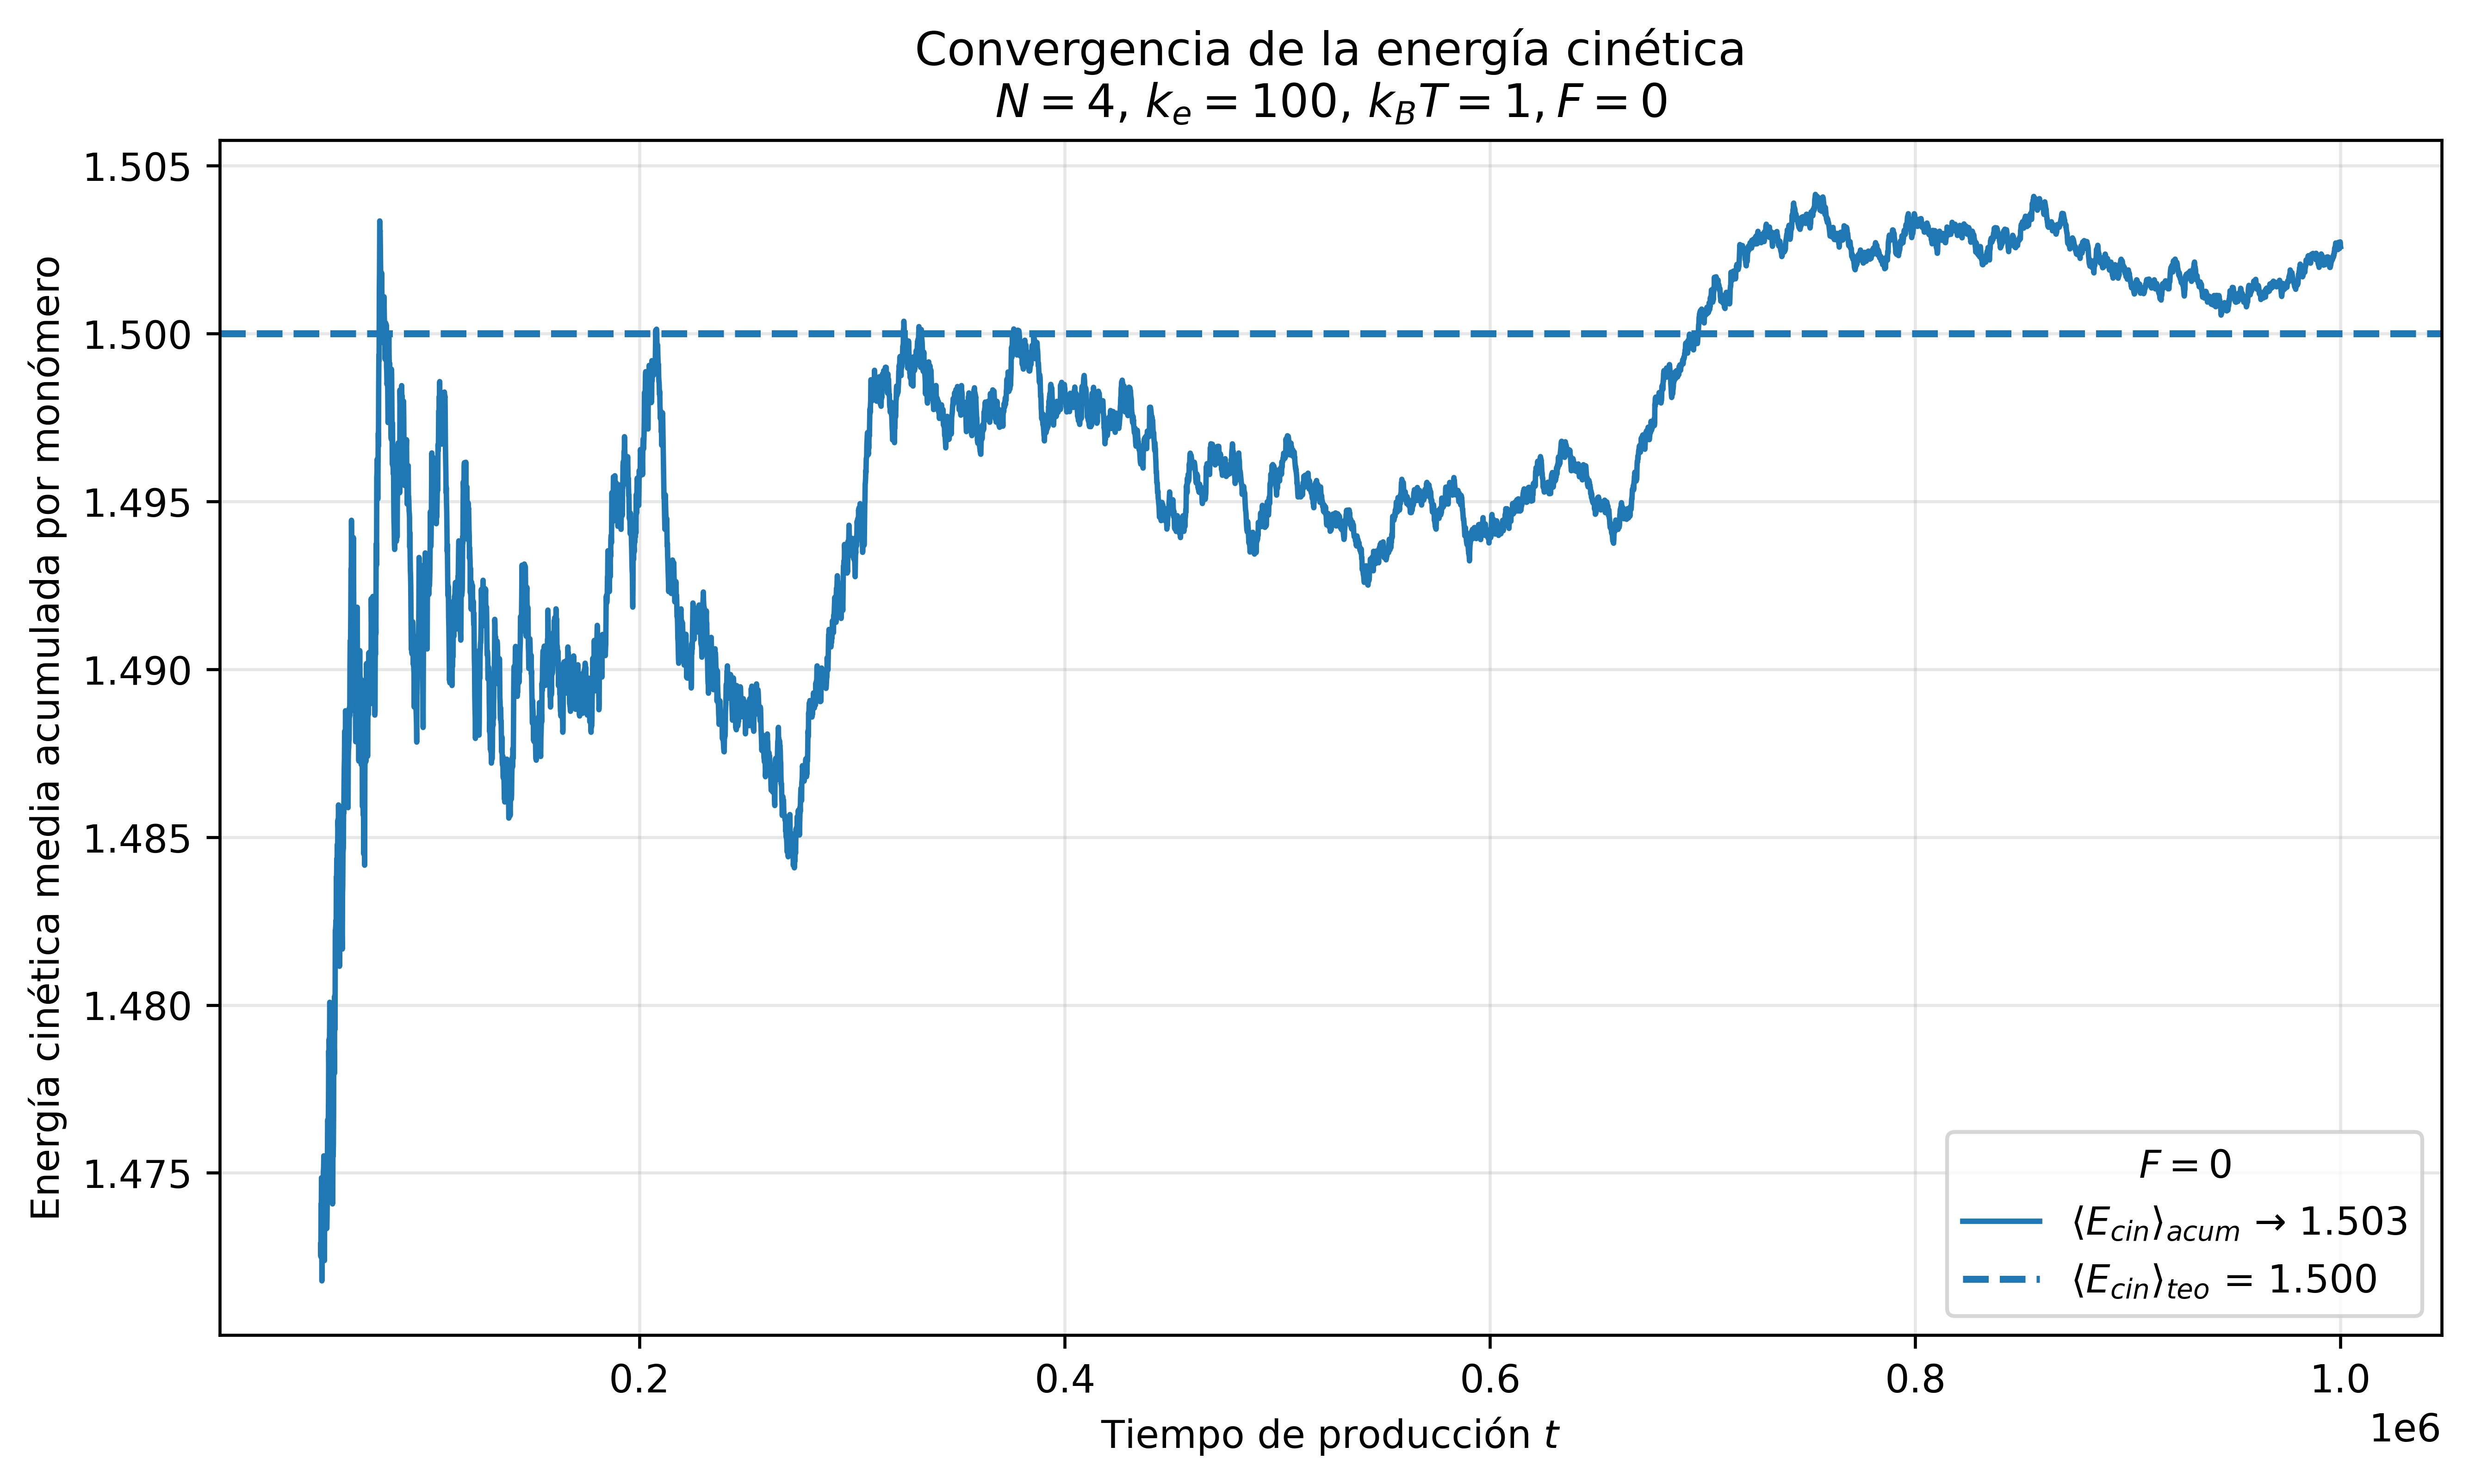 Convergencia de la energía cinética
N = 4, k_e = 100, k_BT = 1, F = 0
Energía cinética media acumulada por monómero
1.505
1.500
1.495
1.490
1.485
1.480
1.475
F = 0
⟨E_cin⟩_acum → 1.503
⟨E_cin⟩_teo = 1.500
0.2 0.4 0.6 0.8 1.0
1e6
Tiempo de producción t